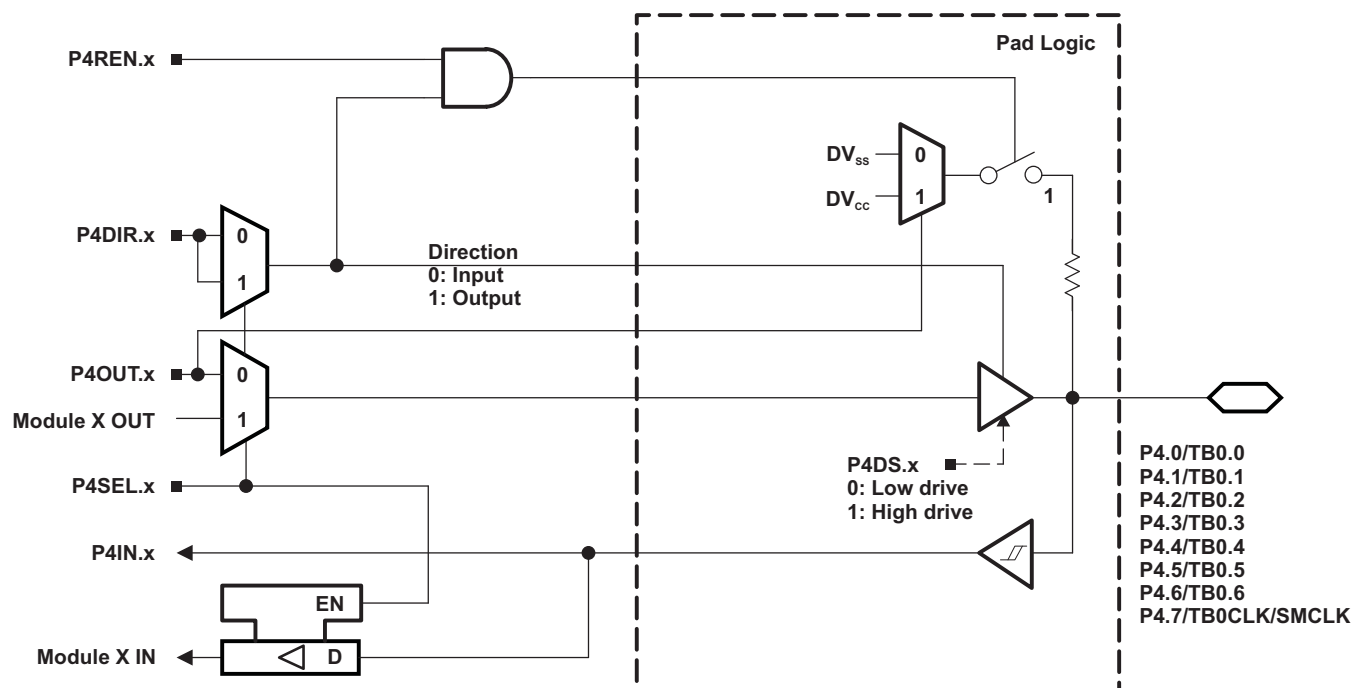 Pad Logic
P4REN.x
DVSS
0
DVCC
1
1
P4DIR.x
0
1
Direction
0: Input
1: Output
P4OUT.x
0
Module X OUT
1
P4SEL.x
P4DS.x
0: Low drive
1: High drive
P4.0/TB0.0
P4.1/TB0.1
P4.2/TB0.2
P4.3/TB0.3
P4.4/TB0.4
P4.5/TB0.5
P4.6/TB0.6
P4.7/TB0CLK/SMCLK
P4IN.x
EN
Module X IN
D